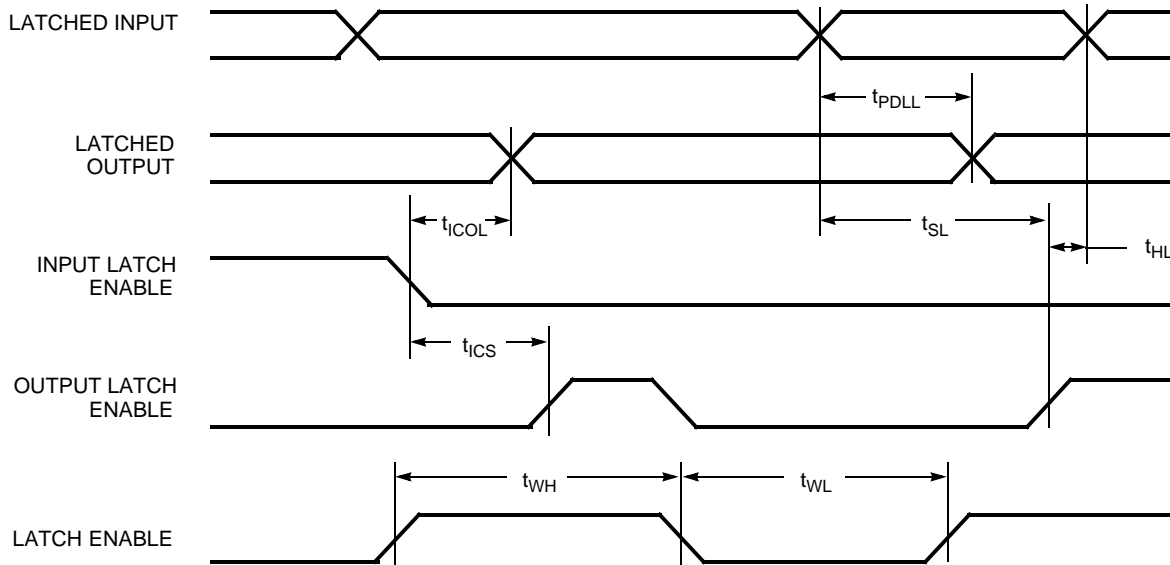 LATCHED INPUT
tPDLL
LATCHED
OUTPUT
tICOL
tSL
tHL
INPUT LATCH
ENABLE
tICS
OUTPUT LATCH
ENABLE
tWH
tWL
LATCH ENABLE